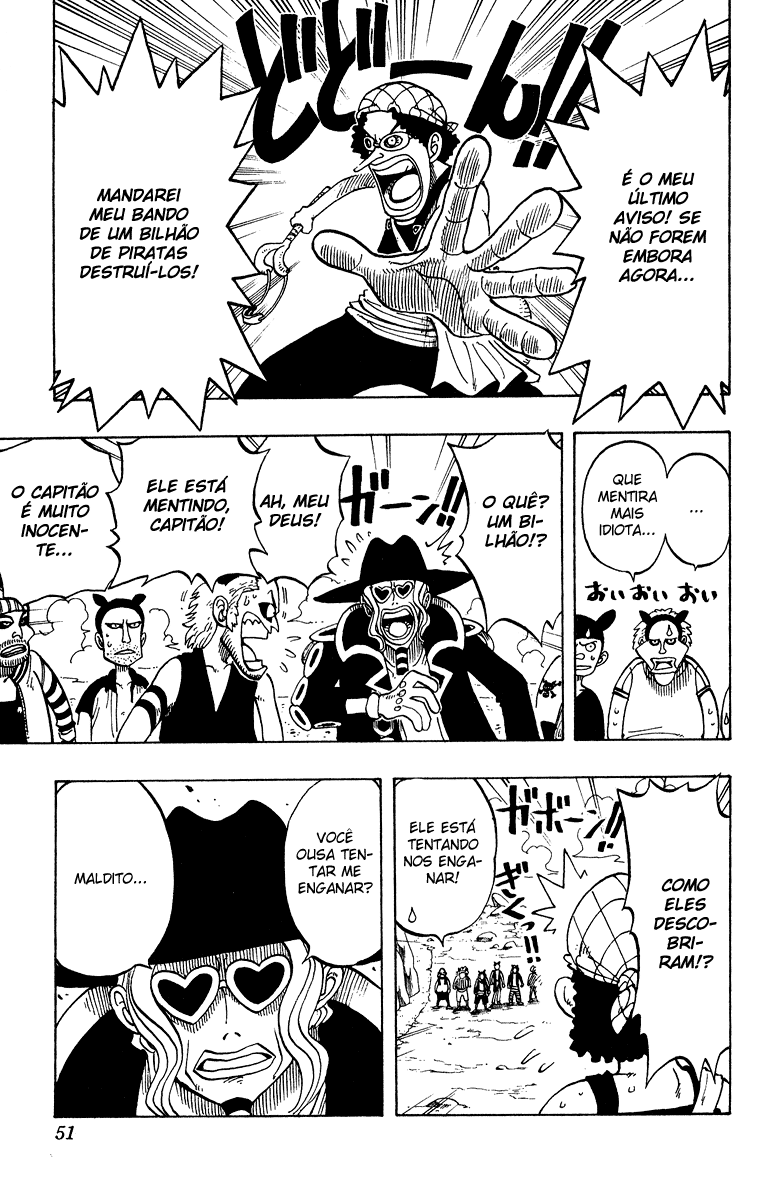 どどーん!!
É O MEU
ÚLTIMO
AVISO! SE
NÃO FOREM
EMBORA
AGORA...
MANDAREI
MEU BANDO
DE UM BILHÃO
DE PIRATAS
DESTRUÍ-LOS!
...
QUE
MENTIRA
MAIS
IDIOTA...
おいおいおい
O QUÊ?
UM BI-
LHÃO!?
ガーン!!
AH, MEU
DEUS!
ELE ESTÁ
MENTINDO,
CAPITÃO!
O CAPITÃO
É MUITO
INOCEN-
TE...
COMO
ELES
DESCO-
BRI-
RAM!?
ガボーン!!
ぎくっ!!
ELE ESTÁ
TENTANDO
NOS ENGA-
NAR!
VOCÊ
OUSA TEN-
TAR ME
ENGANAR?
MALDITO...
51